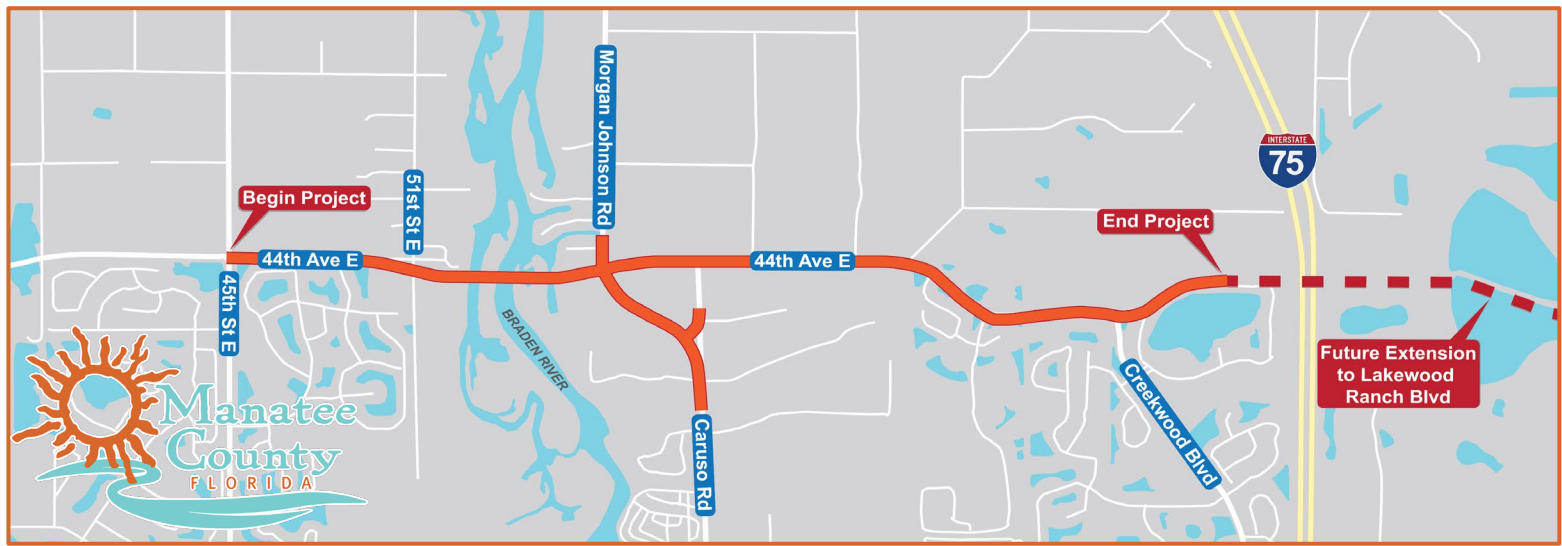 Begin Project
44th Ave E
45th St E
51st St E
Morgan Johnson Rd
BRADEN RIVER
44th Ave E
Caruso Rd
End Project
Creekwood Blvd
INTERSTATE
75
Future Extension
to Lakewood
Ranch Blvd
Manatee
County
FLORIDA